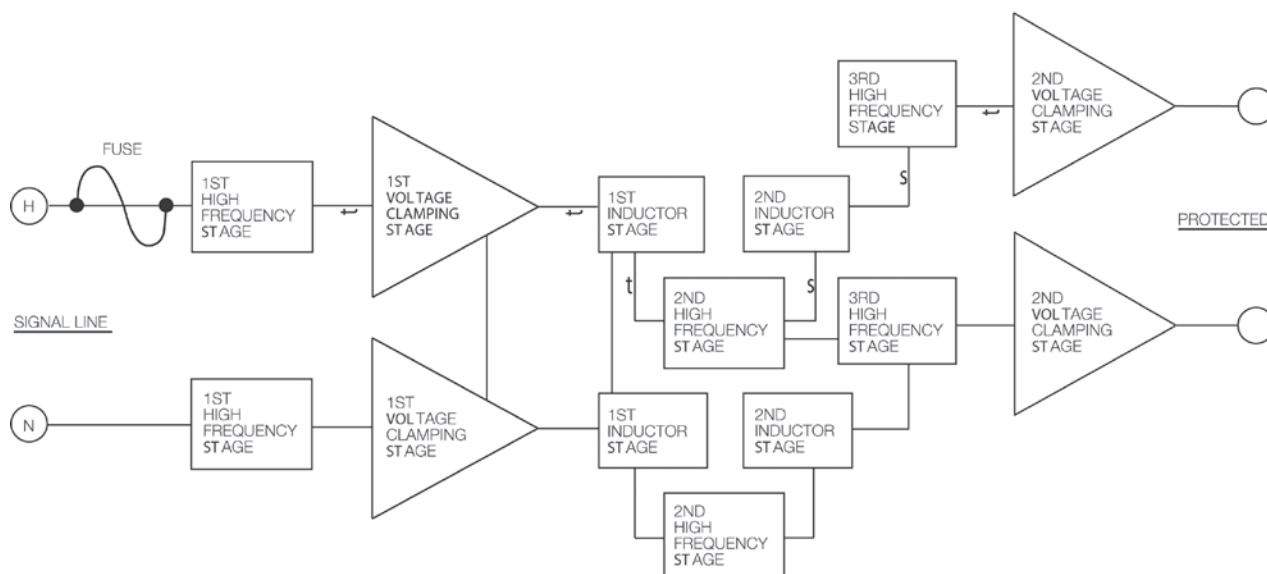 3RD
HIGH
FREQUENCY
STAGE
t
2ND
VOLTAGE
CLAMPING
STAGE
FUSE
H
1ST
HIGH
FREQUENCY
STAGE
t
1ST
VOLTAGE
CLAMPING
STAGE
t
1ST
INDUCTOR
STAGE
2ND
INDUCTOR
STAGE
s
PROTECTED
t
2ND
HIGH
FREQUENCY
STAGE
s
3RD
HIGH
FREQUENCY
STAGE
2ND
VOLTAGE
CLAMPING
STAGE
SIGNAL LINE
N
1ST
HIGH
FREQUENCY
STAGE
1ST
VOLTAGE
CLAMPING
STAGE
1ST
INDUCTOR
STAGE
2ND
INDUCTOR
STAGE
2ND
HIGH
FREQUENCY
STAGE